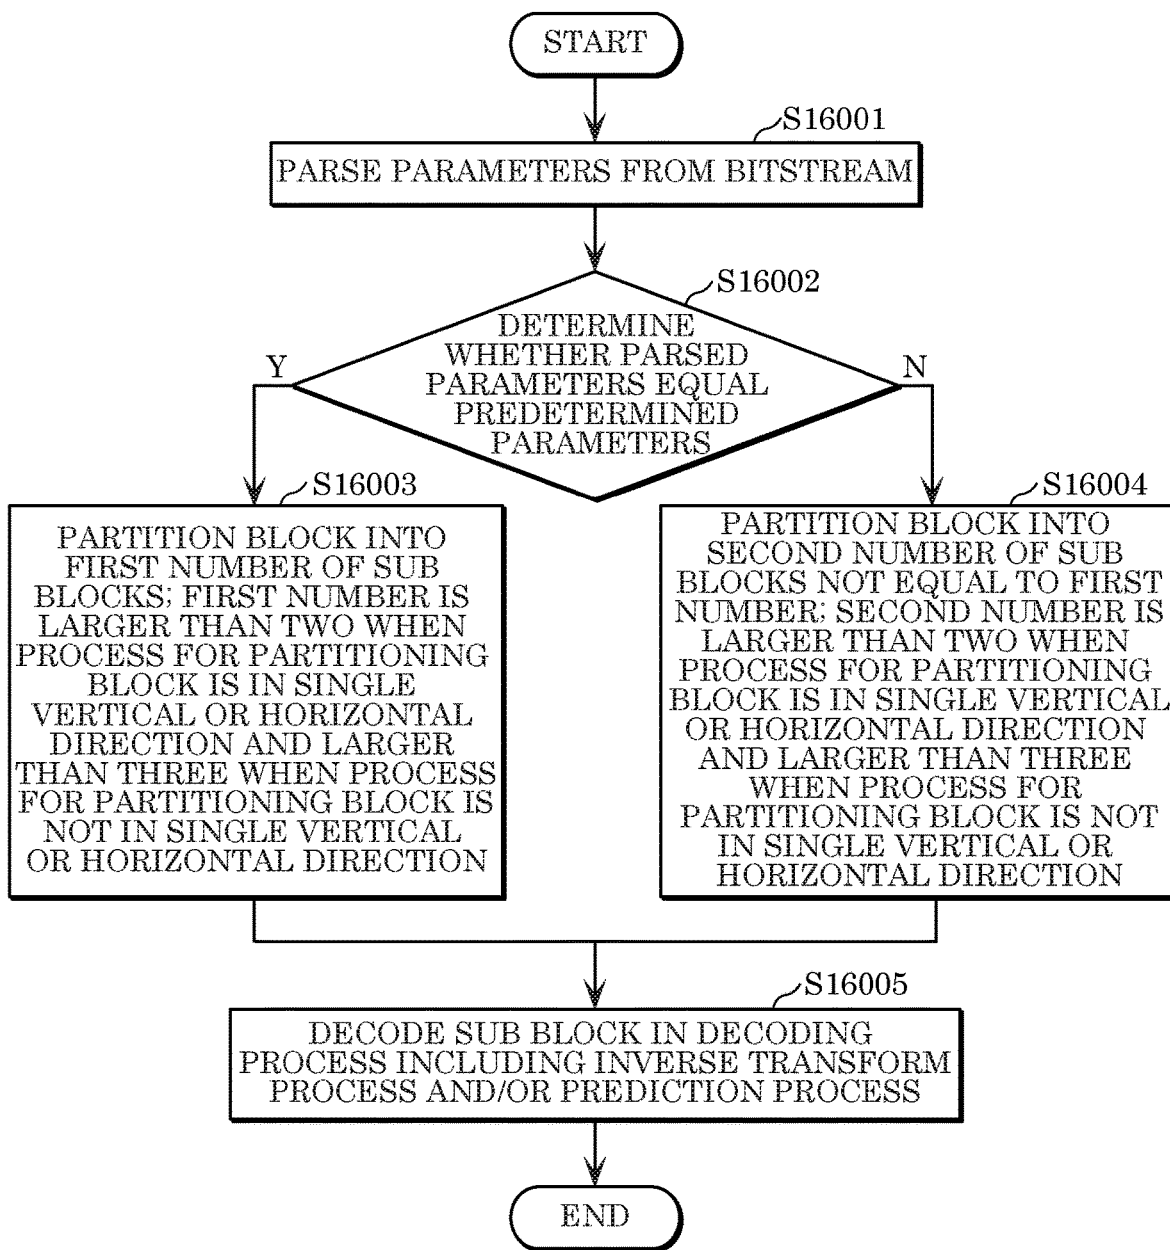 START
S16001
PARSE PARAMETERS FROM BITSTREAM
S16002
DETERMINE
WHETHER PARSED
PARAMETERS EQUAL
PREDETERMINED
PARAMETERS
Y
N
S16003
PARTITION BLOCK INTO
FIRST NUMBER OF SUB
BLOCKS; FIRST NUMBER IS
LARGER THAN TWO WHEN
PROCESS FOR PARTITIONING
BLOCK IS IN SINGLE
VERTICAL OR HORIZONTAL
DIRECTION AND LARGER
THAN THREE WHEN PROCESS
FOR PARTITIONING BLOCK IS
NOT IN SINGLE VERTICAL
OR HORIZONTAL DIRECTION
S16004
PARTITION BLOCK INTO
SECOND NUMBER OF SUB
BLOCKS NOT EQUAL TO FIRST
NUMBER; SECOND NUMBER IS
LARGER THAN TWO WHEN
PROCESS FOR PARTITIONING
BLOCK IS IN SINGLE VERTICAL
OR HORIZONTAL DIRECTION
AND LARGER THAN THREE
WHEN PROCESS FOR
PARTITIONING BLOCK IS NOT
IN SINGLE VERTICAL OR
HORIZONTAL DIRECTION
S16005
DECODE SUB BLOCK IN DECODING
PROCESS INCLUDING INVERSE TRANSFORM
PROCESS AND/OR PREDICTION PROCESS
END